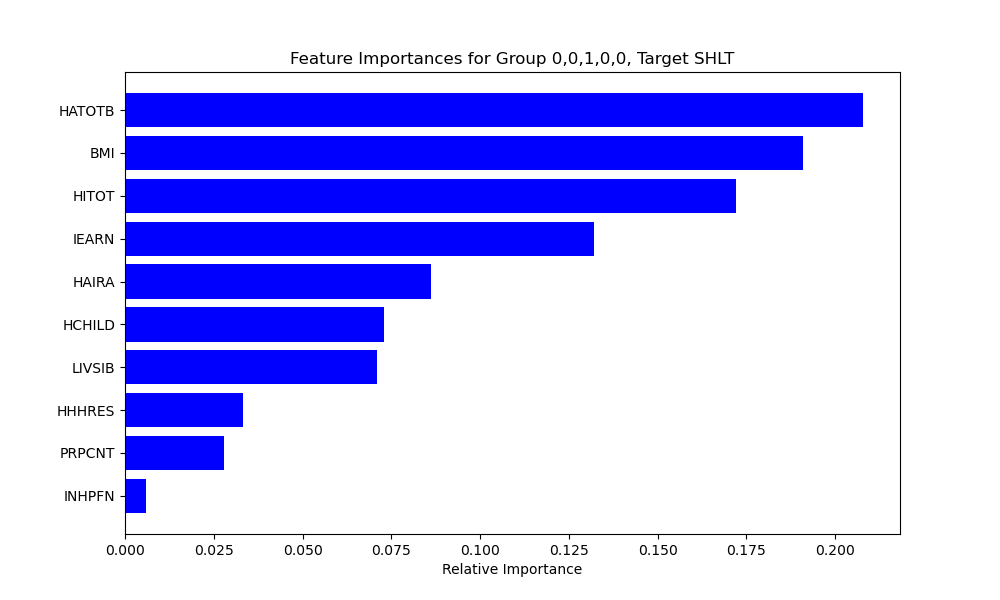 Feature Importances for Group 0,0,1,0,0, Target SHLT
HATOTB
BMI
HITOT
IEARN
HAIRA
HCHILD
LIVSIB
HHHRES
PRPCNT
INHPFN
0.000 0.025 0.050 0.075 0.100 0.125 0.150 0.175 0.200
Relative Importance